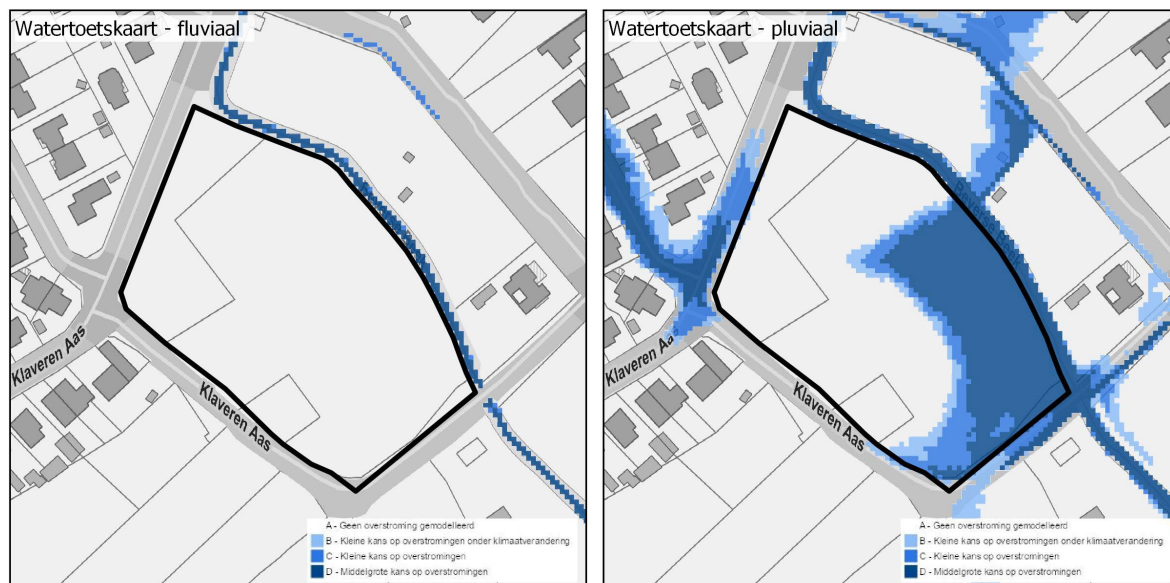 Watertoetskaart - fluviaal
Klaveren Aas
Klaveren Aas
A - Geen overstroming gemodelleerd
B - Kleine kans op overstromingen onder klimaatverandering
C - Kleine kans op overstromingen
D - Middelgrote kans op overstromingen
Watertoetskaart - pluviaal
Klaveren Aas
Klaveren Aas
A - Geen overstroming gemodelleerd
B - Kleine kans op overstromingen onder klimaatverandering
C - Kleine kans op overstromingen
D - Middelgrote kans op overstromingen